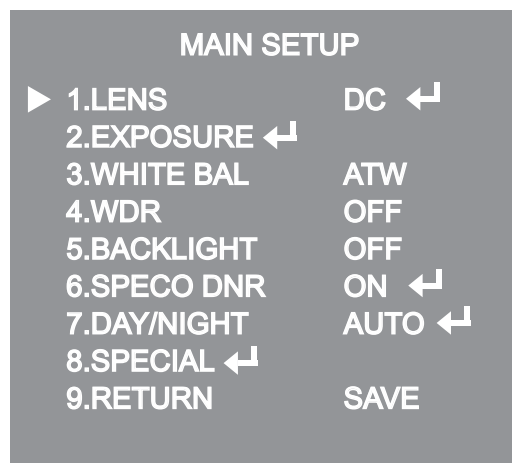 MAIN SETUP
1.LENS DC ↵
2.EXPOSURE ↵
3.WHITE BAL ATW
4.WDR OFF
5.BACKLIGHT OFF
6.SPECO DNR ON ↵
7.DAY/NIGHT AUTO ↵
8.SPECIAL ↵
9.RETURN SAVE